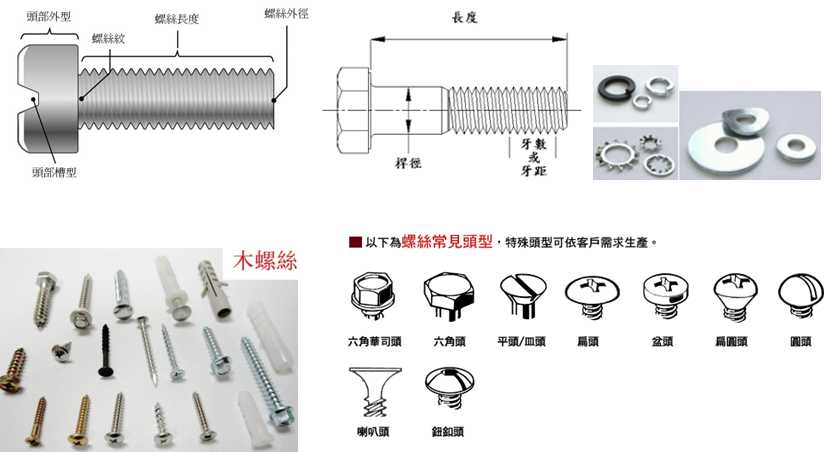 頭部外型
螺絲長度
螺絲外徑
螺絲紋
頭部槽型
長度
桿徑
牙數
或
牙距
木螺絲
以下為螺絲常見頭型，特殊頭型可依客戶需求生產。
六角華司頭
六角頭
平頭/皿頭
扁頭
盆頭
扁圓頭
圓頭
喇叭頭
鈕釦頭